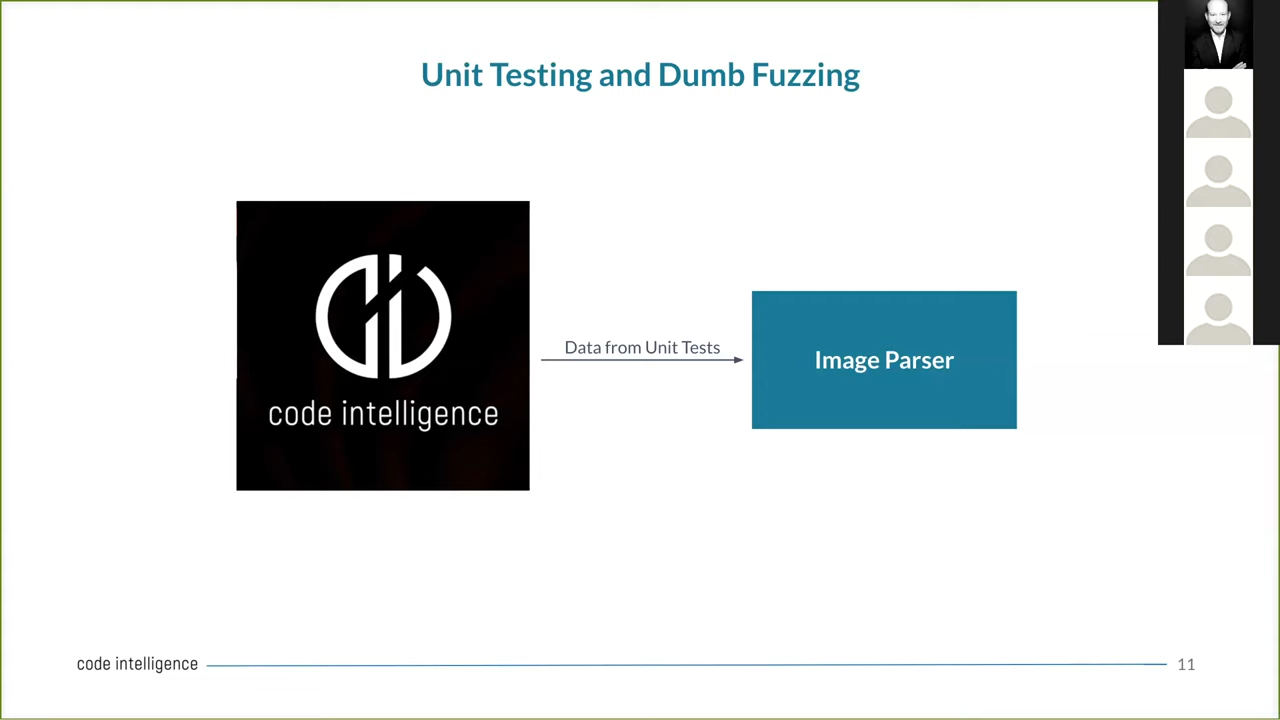 Unit Testing and Dumb Fuzzing
code intelligence
Data from Unit Tests
Image Parser
code intelligence
11